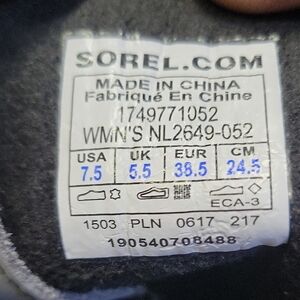 SOREL.COM
MADE IN CHINA
Fabriqué En Chine
1749771052
WMN'S NL2649-052
USA UK EUR CM
7.5 5.5 38.5 24.5
ECA-3
1503 PLN 0617 - 217
190540708488